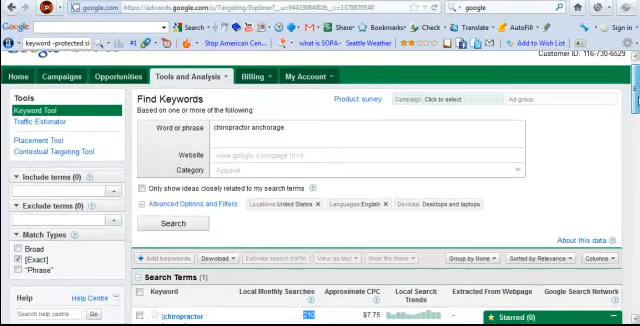 google.com https://adwords.google.com/o/Targeting/Explorer?__u=9443398490&__c=1378970540 google
Google Search Share Bookmarks Check Translate AutoFill Sign in
keyword -protected si #1 Stop American Cen... what is SOPA - Seattle Weather Add to Wish List
Customer ID: 116-730-6529
Home Campaigns Opportunities Tools and Analysis Billing My Account
Tools
Keyword Tool
Traffic Estimator
Placement Tool
Contextual Targeting Tool
Include terms (0)
Exclude terms (0)
Match Types
Broad
[Exact]
"Phrase"
Help Help Centre
Search help centre Go
Find Keywords Product survey Campaign: Click to select Ad group:
Based on one or more of the following:
Word or phrase chiropractor anchorage
Website www.google.com/page.html
Category Apparel
Only show ideas closely related to my search terms
Advanced Options and Filters Locations: United States × Languages: English × Devices: Desktops and laptops
Search
About this data
Add keywords Download Estimate search traffic View as text More like these Group by None Sorted by Relevance Columns
Search Terms (1)
Keyword Local Monthly Searches Approximate CPC Local Search Trends Extracted From Webpage Google Search Network
[chiropractor 210 $7.75 -
Starred (0)